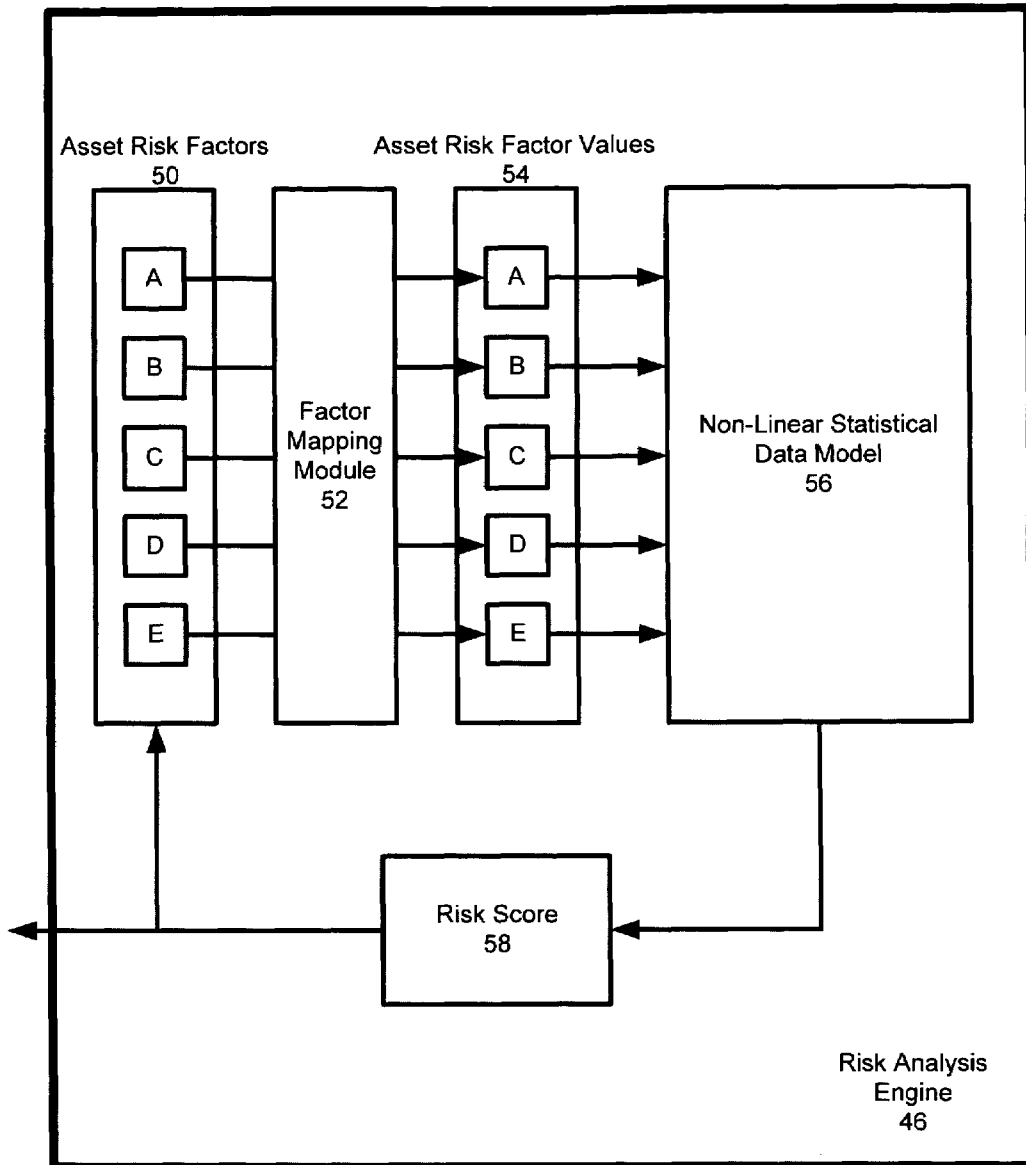 Asset Risk Factors
50
Asset Risk Factor Values
54
A
B
C
D
E
Factor
Mapping
Module
52
A
B
C
D
E
Non-Linear Statistical
Data Model
56
Risk Score
58
Risk Analysis
Engine
46